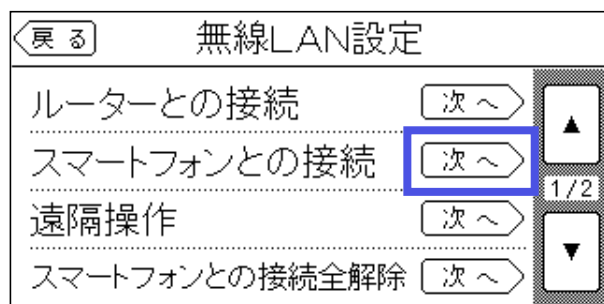 戻る 無線LAN設定
ルーターとの接続 次へ
スマートフォンとの接続 次へ
1/2
遠隔操作 次へ
スマートフォンとの接続全解除 次へ